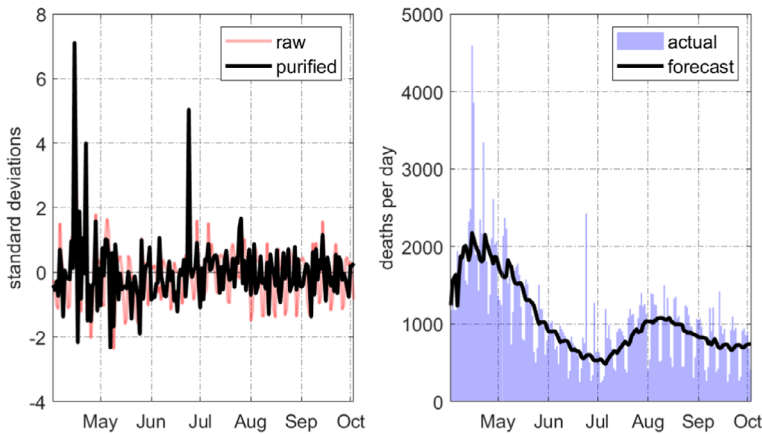 8
6
4
2
0
-2
-4
standard deviations
raw
purified
May Jun Jul Aug Sep Oct
5000
4000
3000
2000
1000
0
deaths per day
actual
forecast
May Jun Jul Aug Sep Oct